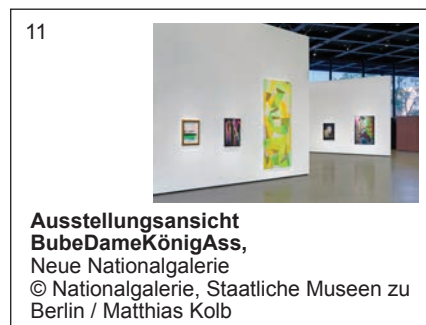 11
Ausstellungsansicht
BubeDameKönigAss,
Neue Nationalgalerie
© Nationalgalerie, Staatliche Museen zu
Berlin / Matthias Kolb